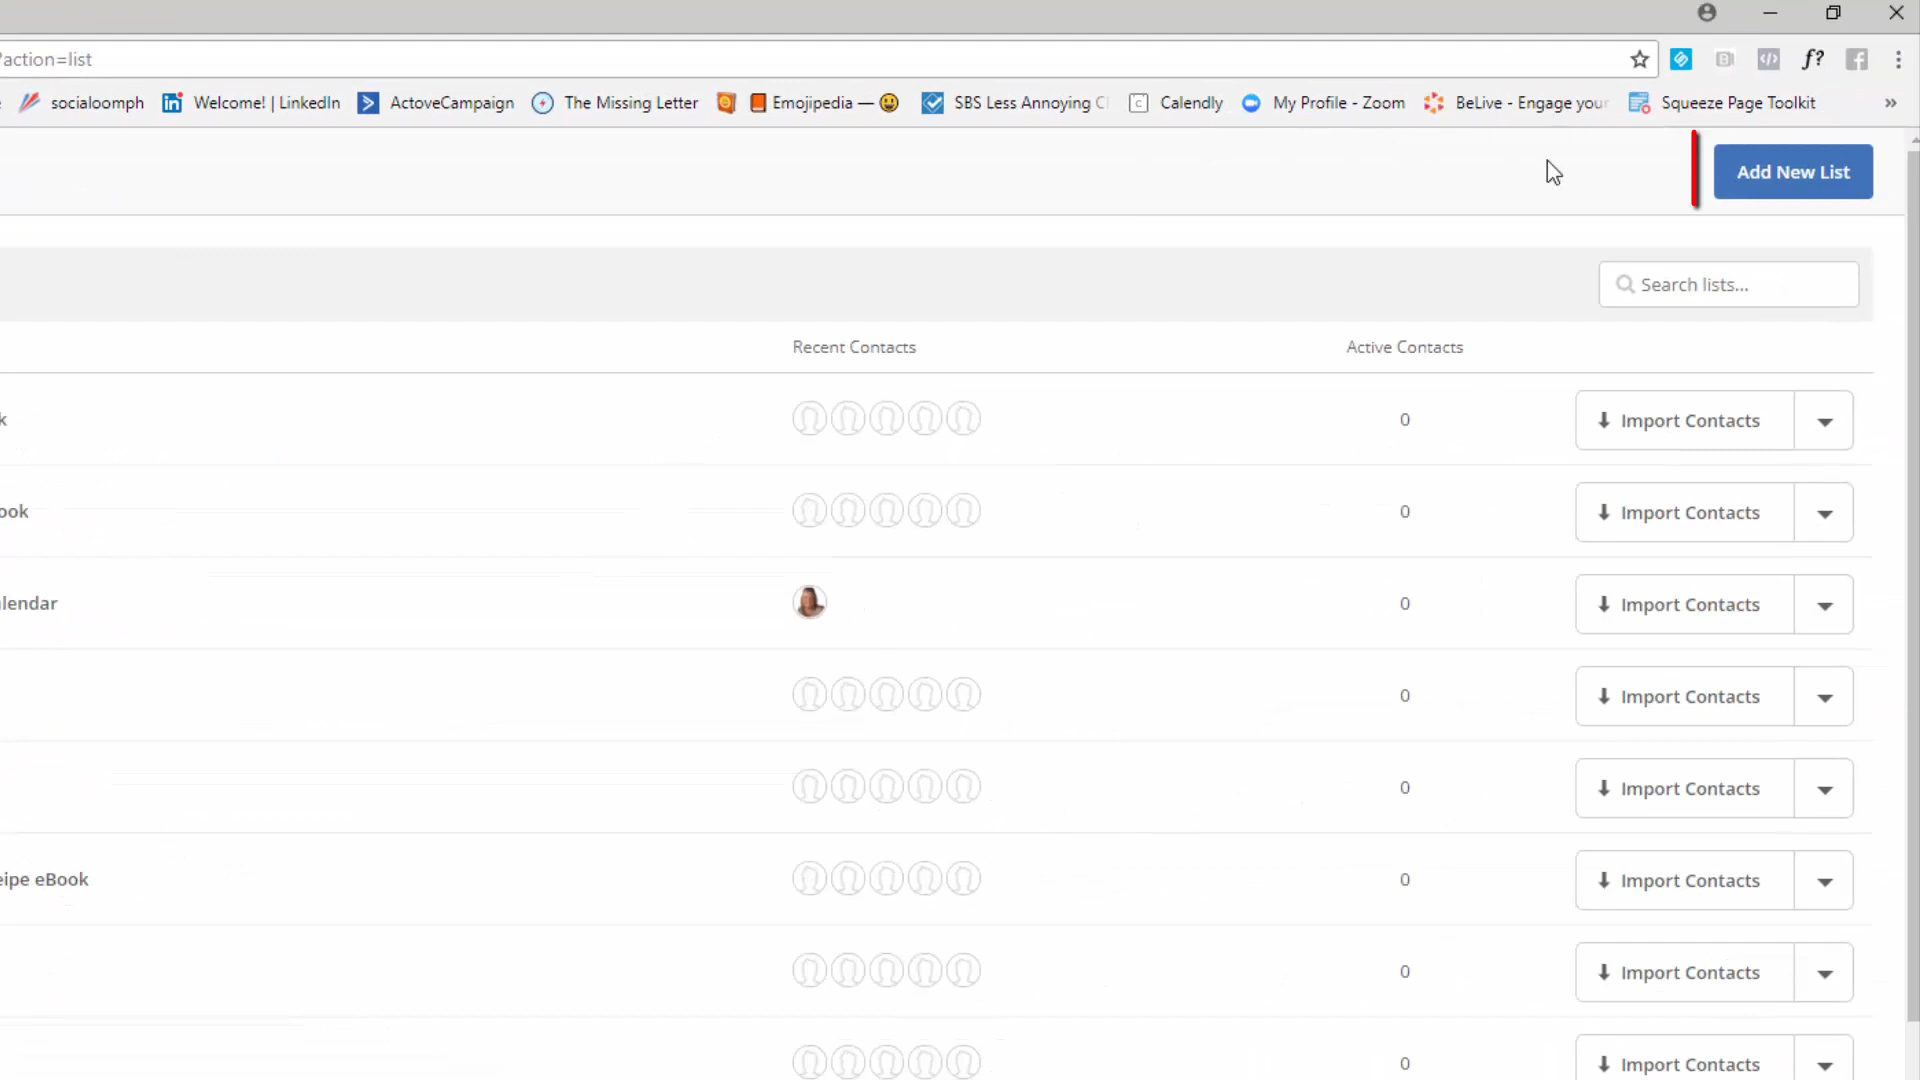 ?action=list
socialoomph Welcome! | LinkedIn ActoveCampaign The Missing Letter Emojipedia — 😃 SBS Less Annoying C Calendly My Profile - Zoom BeLive - Engage your Squeeze Page Toolkit »
Add New List
Search lists...
Recent Contacts Active Contacts
k 0 Import Contacts
ook 0 Import Contacts
lendar 0 Import Contacts
0 Import Contacts
0 Import Contacts
eipe eBook 0 Import Contacts
0 Import Contacts
0 Import Contacts